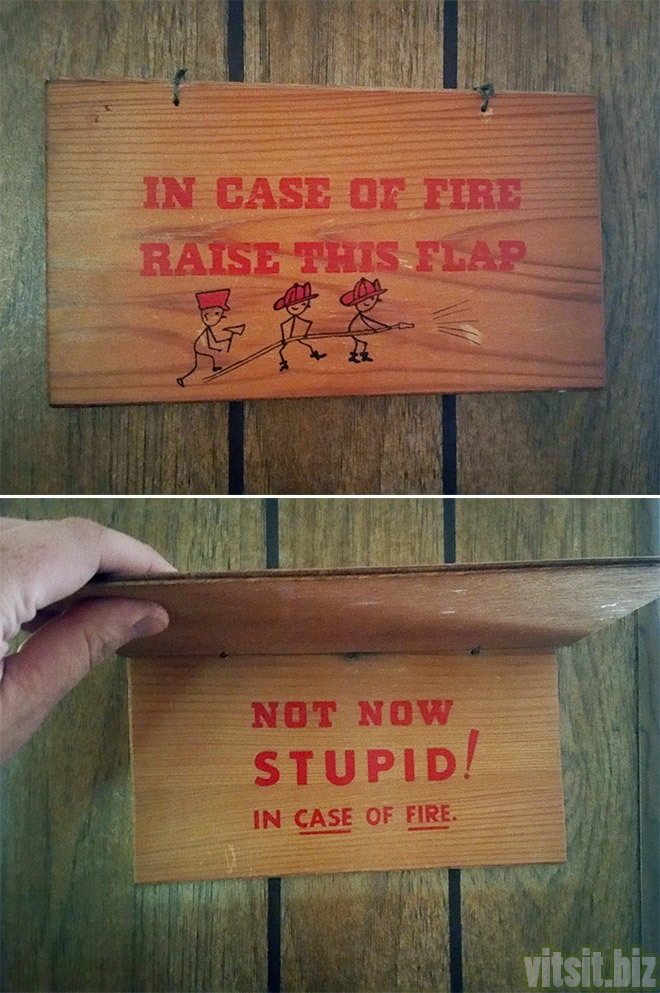 IN CASE OF FIRE
RAISE THIS FLAP
NOT NOW
STUPID!
IN CASE OF FIRE.
vitsit.biz